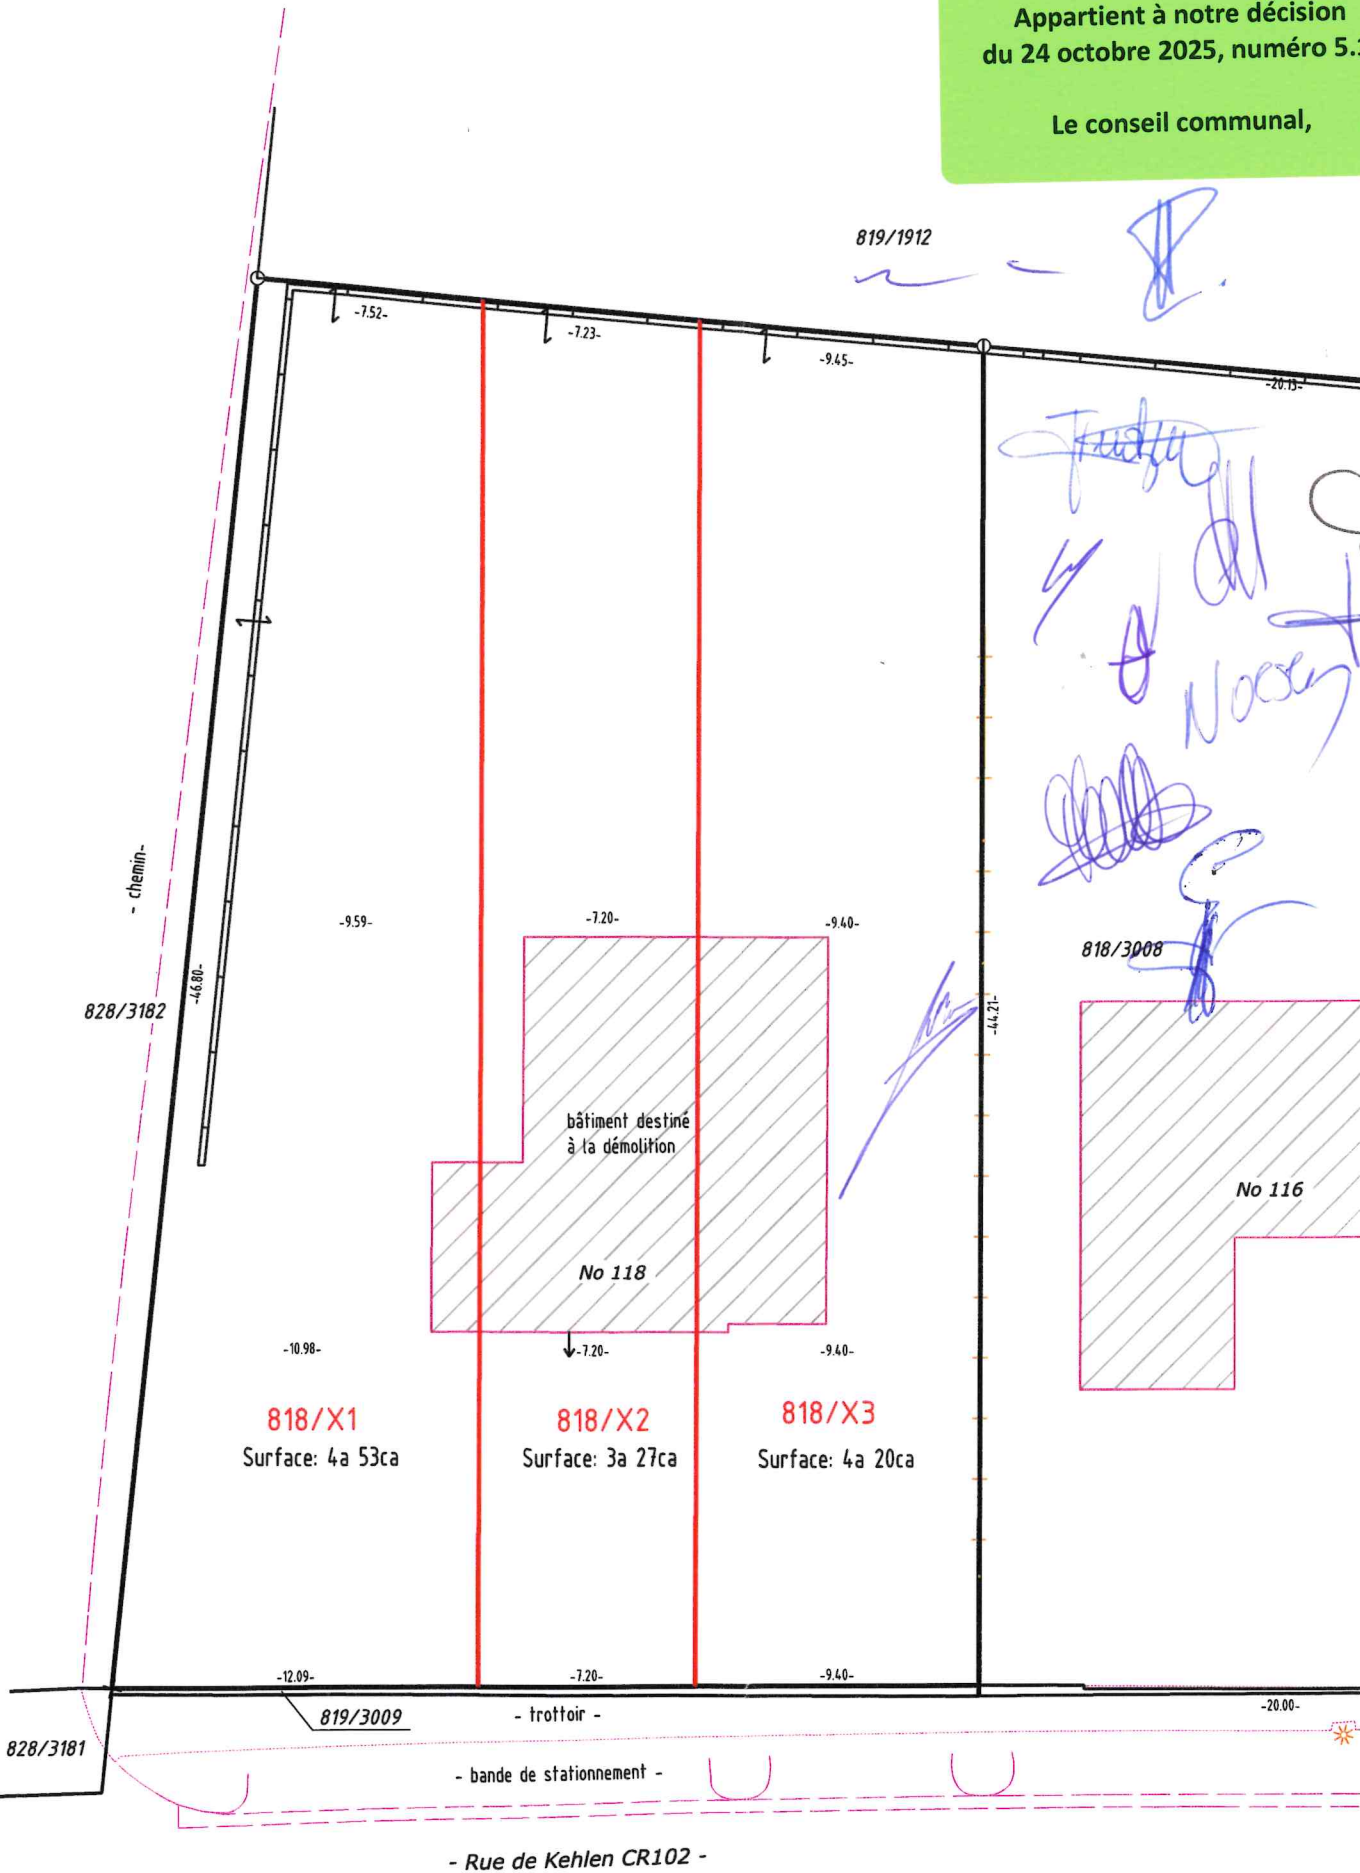 Appartient à notre décision
du 24 octobre 2025, numéro 5.
Le conseil communal,
819/1912
-7.52-
-7.23-
-9.45-
-20.13-
- chemin-
-9.59-
-7.20-
-9.40-
818/3008
-46.80-
828/3182
-44.21-
bâtiment destiné
à la démolition
No 116
No 118
-10.98-
-7.20-
-9.40-
818/X1
Surface: 4a 53ca
818/X2
Surface: 3a 27ca
818/X3
Surface: 4a 20ca
-12.09-
-7.20-
-9.40-
819/3009
- trottoir -
-20.00-
828/3181
- bande de stationnement -
- Rue de Kehlen CR102 -